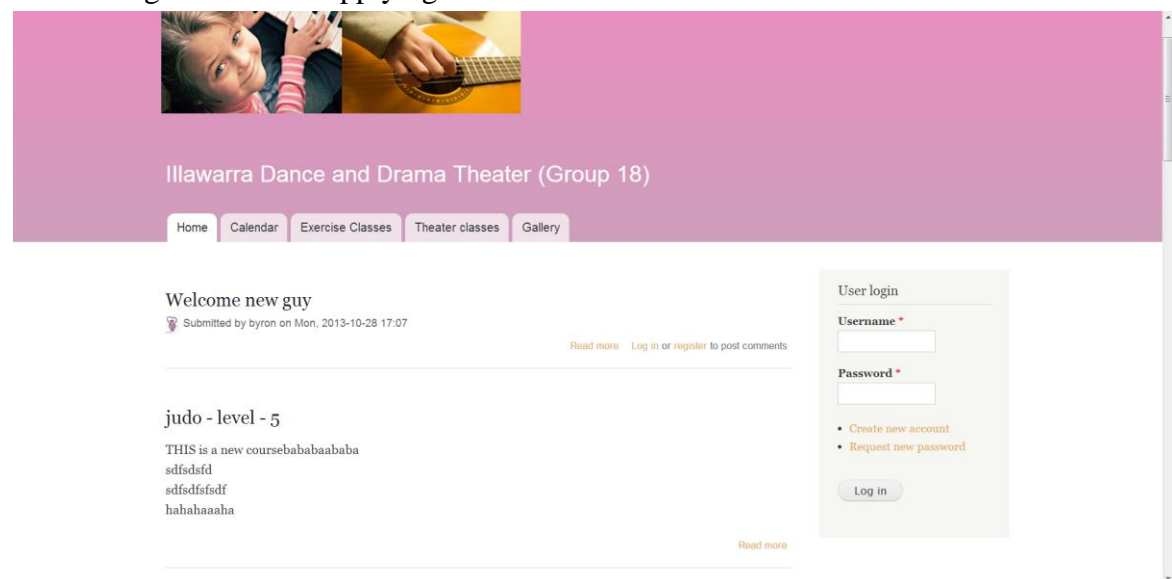 Illawarra Dance and Drama Theater (Group 18)
Home Calendar Exercise Classes Theater classes Gallery
Welcome new guy
Submitted by byron on Mon, 2013-10-28 17:07
Read more Log in or register to post comments
judo - level - 5
THIS is a new coursebababaababa
sdfsdsfd
sdfsdfsfsdf
hahahaaaha
Read more
User login
Username *
Password *
Create new account
Request new password
Log in